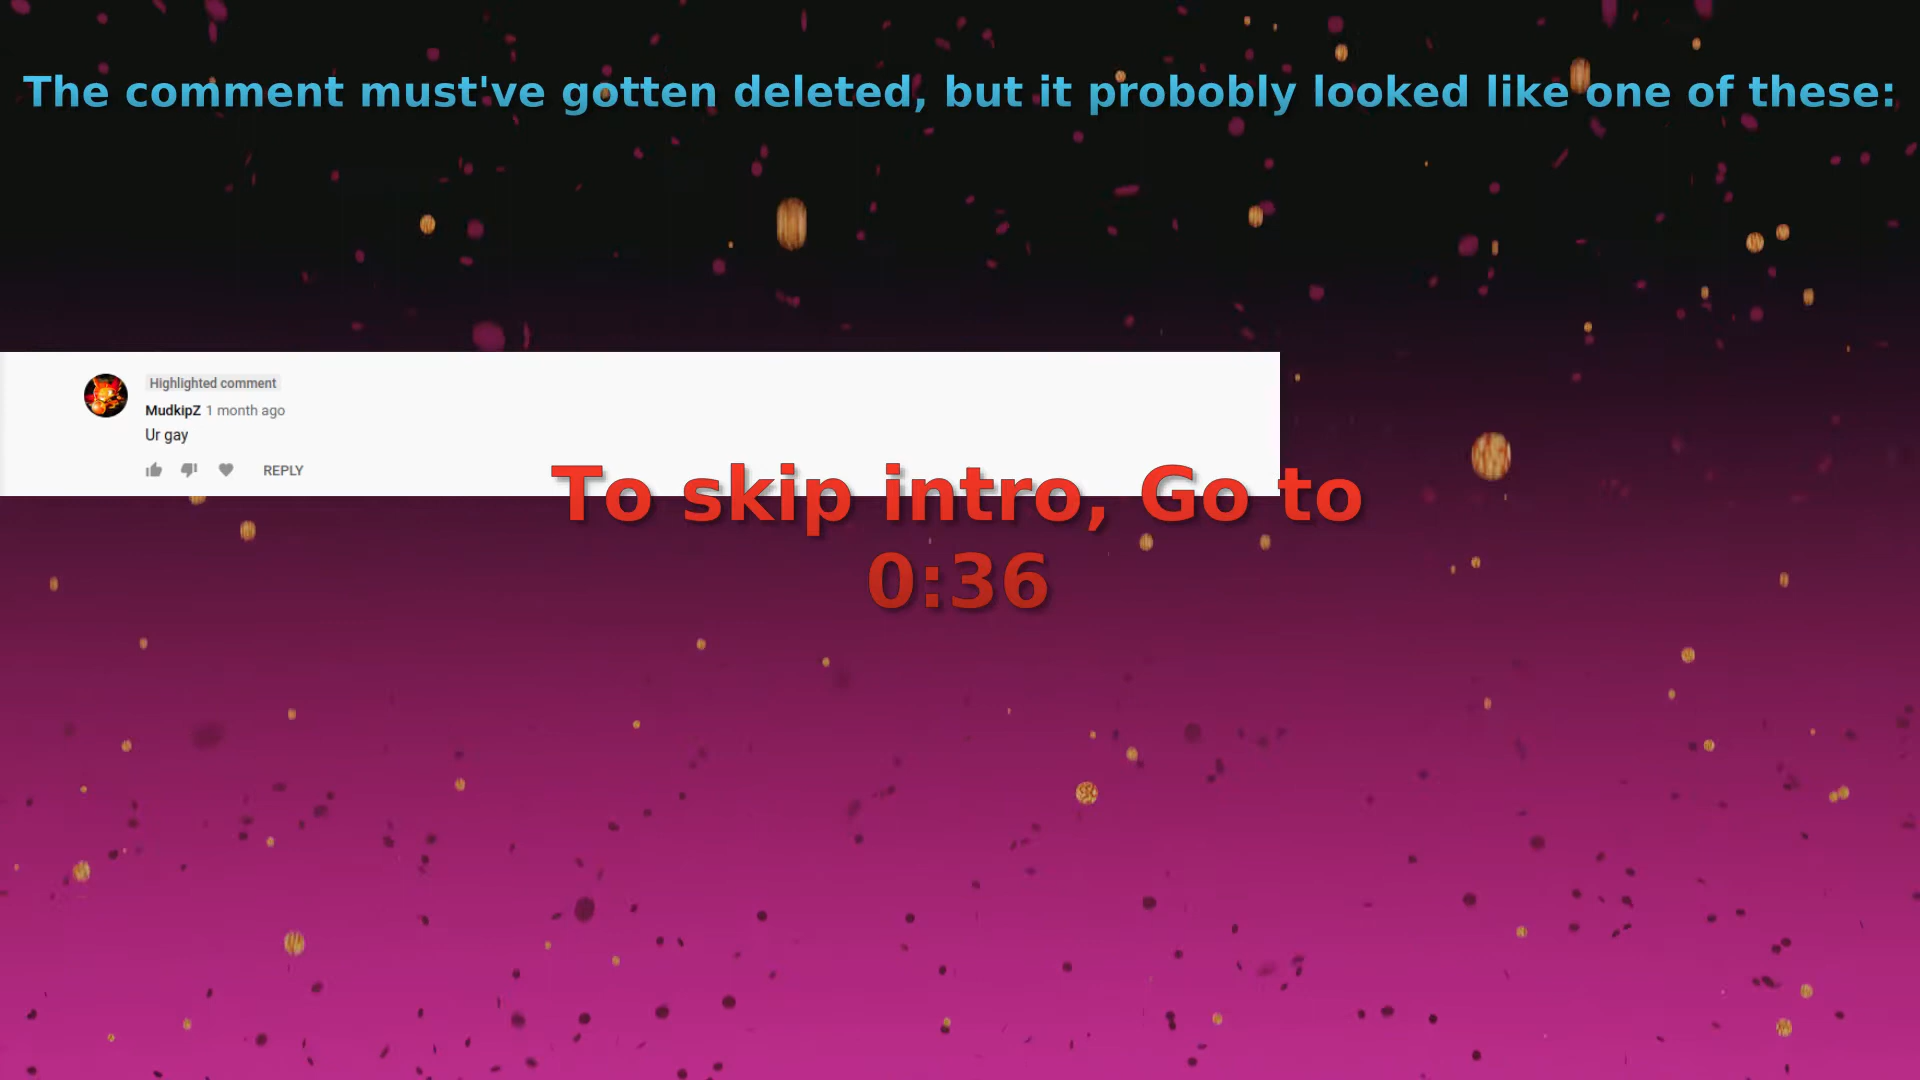 The comment must've gotten deleted, but it probobly looked like one of these:
Highlighted comment
MudkipZ 1 month ago
Ur gay
REPLY
To skip intro, Go to
0:36